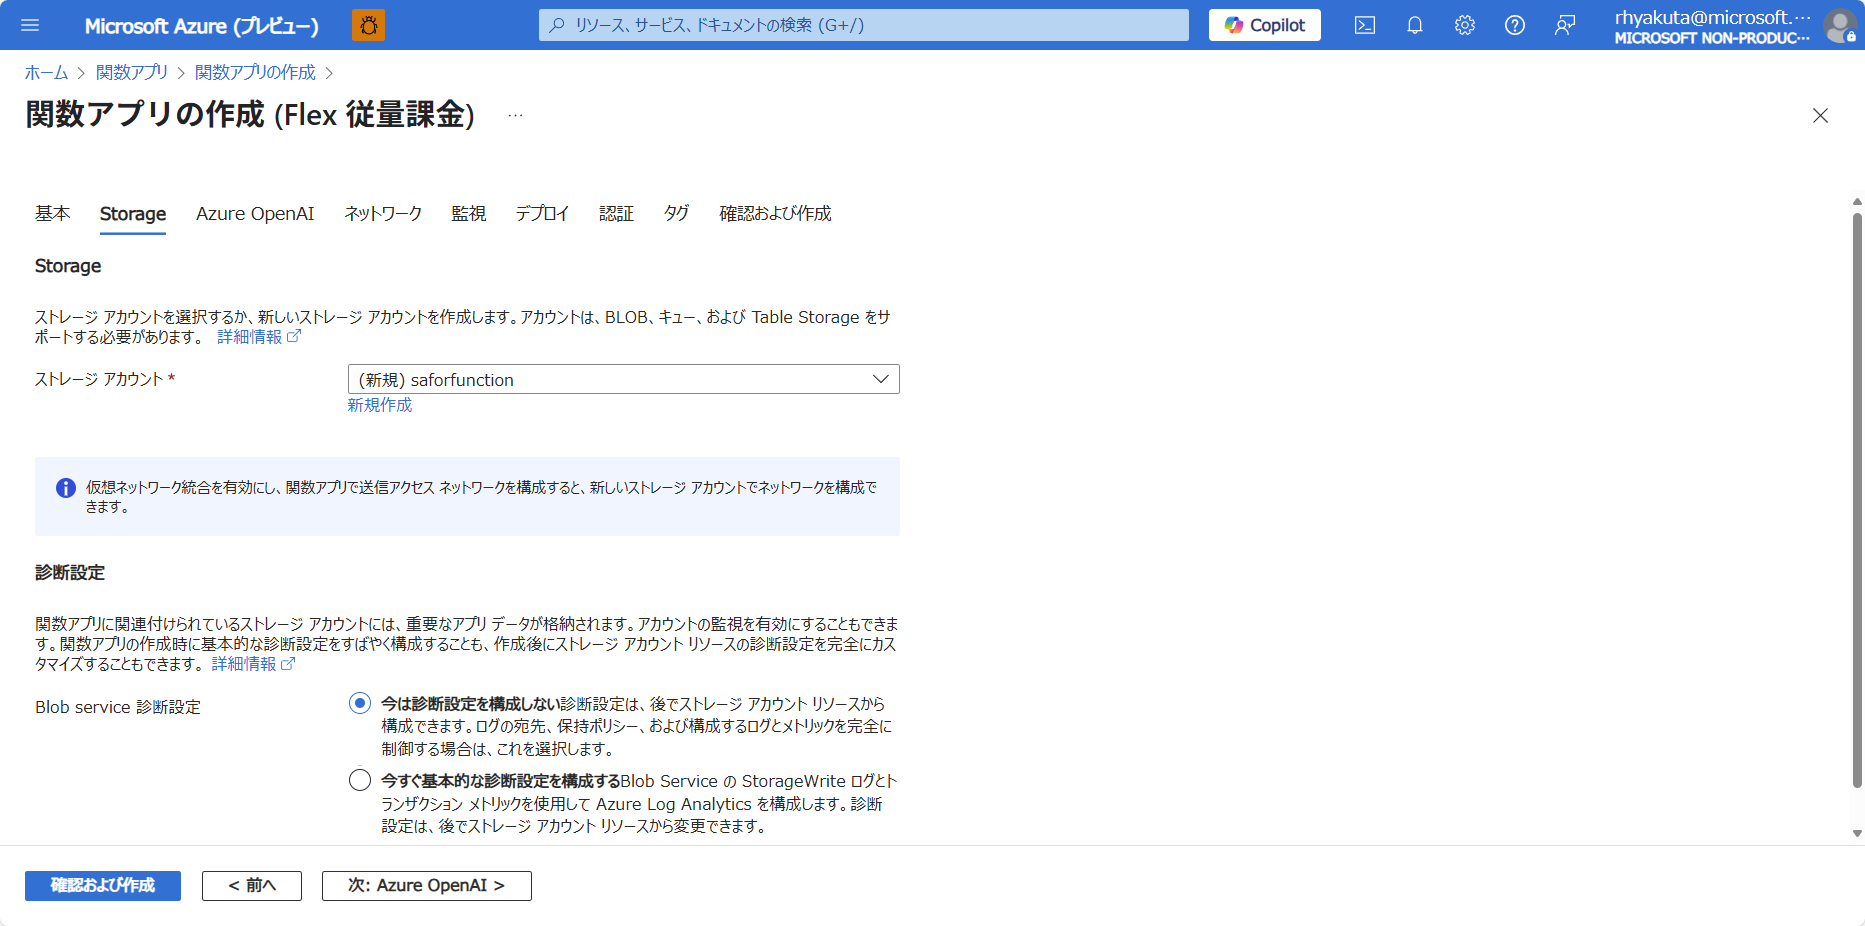 Microsoft Azure (プレビュー)
リソース、サービス、ドキュメントの検索 (G+/)
Copilot
rhyakuta@microsoft....
MICROSOFT NON-PRODUC...
ホーム > 関数アプリ > 関数アプリの作成 >
関数アプリの作成 (Flex 従量課金) ...
基本 Storage Azure OpenAI ネットワーク 監視 デプロイ 認証 タグ 確認および作成
Storage
ストレージ アカウントを選択するか、新しいストレージ アカウントを作成します。アカウントは、BLOB、キュー、および Table Storage をサ
ポートする必要があります。 詳細情報
ストレージ アカウント *
(新規) saforfunction
新規作成
仮想ネットワーク統合を有効にし、関数アプリで送信アクセス ネットワークを構成すると、新しいストレージ アカウントでネットワークを構成で
きます。
診断設定
関数アプリに関連付けられているストレージ アカウントには、重要なアプリ データが格納されます。アカウントの監視を有効にすることもできま
す。関数アプリの作成時に基本的な診断設定をすばやく構成することも、作成後にストレージ アカウント リソースの診断設定を完全にカス
タマイズすることもできます。 詳細情報
Blob service 診断設定
今は診断設定を構成しない診断設定は、後でストレージ アカウント リソースから
構成できます。ログの宛先、保持ポリシー、および構成するログとメトリックを完全に
制御する場合は、これを選択します。
今すぐ基本的な診断設定を構成するBlob Service の StorageWrite ログとト
ランザクション メトリックを使用して Azure Log Analytics を構成します。診断
設定は、後でストレージ アカウント リソースから変更できます。
確認および作成
< 前へ
次: Azure OpenAI >